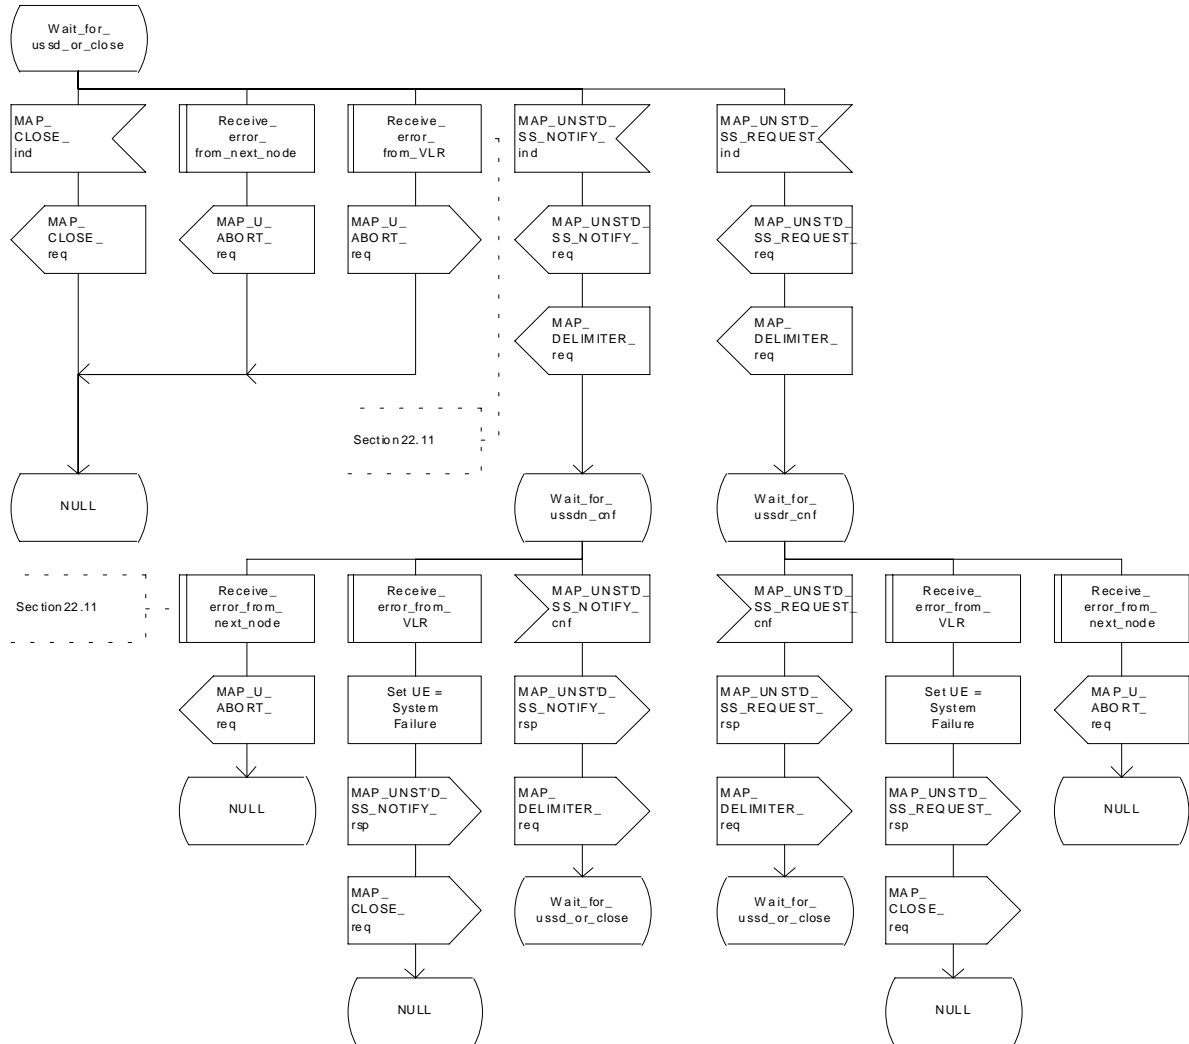 Wait_for_
ussd_or_close
MAP_
CLOSE_
ind
Receive_
error_
from_next_node
Receive_
error_
from_VLR
MAP_UNST'D_
SS_NOTIFY_
ind
MAP_UNST'D_
SS_REQUEST_
ind
MAP_
CLOSE_
req
MAP_U_
ABORT_
req
MAP_U_
ABORT_
req
MAP_UNST'D_
SS_NOTIFY_
req
MAP_UNST'D_
SS_REQUEST_
req
MAP_
DELIMITER_
req
MAP_
DELIMITER_
req
Section 22.11
NULL
Wait_for_
ussdn_cnf
Wait_for_
ussdr_cnf
Section 22.11
Receive_
error_from_
next_node
Receive_
error_from_
VLR
MAP_UNST'D_
SS_NOTIFY_
cnf
MAP_UNST'D_
SS_REQUEST_
cnf
Receive_
error_from_
VLR
Receive_
error_from_
next_node
MAP_U_
ABORT_
req
Set UE =
System
Failure
MAP_UNST'D_
SS_NOTIFY_
rsp
MAP_UNST'D_
SS_REQUEST_
rsp
Set UE =
System
Failure
MAP_U_
ABORT_
req
NULL
MAP_UNST'D_
SS_NOTIFY_
rsp
MAP_
DELIMITER_
req
MAP_
DELIMITER_
req
MAP_UNST'D_
SS_REQUEST_
rsp
NULL
MAP_
CLOSE_
req
Wait_for_
ussd_or_close
Wait_for_
ussd_or_close
MAP_
CLOSE_
req
NULL
NULL